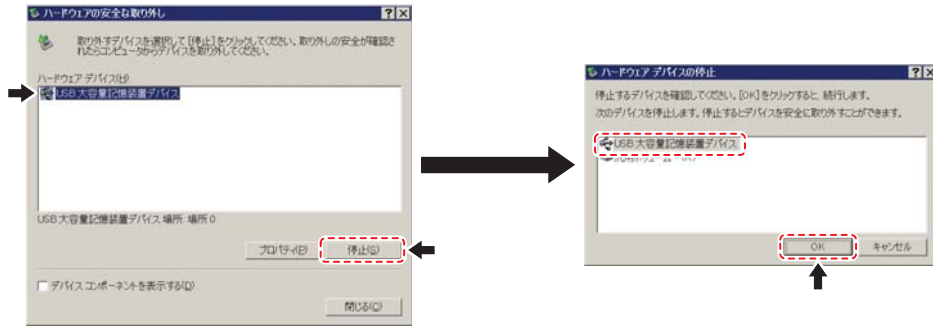 ハードウェアの安全な取り外し
取り外すデバイスを選択して[停止]をクリックしてください。取り外しの安全が確認さ
れたらコンピュータからデバイスを取り外してください。
ハードウェア デバイス(H)
USB 大容量記憶装置デバイス
USB 大容量記憶装置デバイス 場所 場所 0
プロパティ(P)
停止(S)
デバイス コンポーネントを表示する(D)
閉じる(C)
ハードウェア デバイスの停止
停止するデバイスを確認してください。[OK] をクリックすると、続行します。
次のデバイスを停止します。停止するとデバイスを安全に取り外すことができます。
USB 大容量記憶装置デバイス
OK
キャンセル